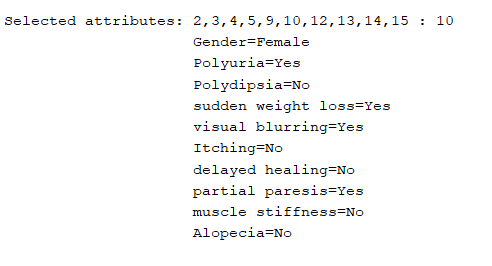 Selected attributes: 2,3,4,5,9,10,12,13,14,15 : 10
Gender=Female
Polyuria=Yes
Polydipsia=No
sudden weight loss=Yes
visual blurring=Yes
Itching=No
delayed healing=No
partial paresis=Yes
muscle stiffness=No
Alopecia=No